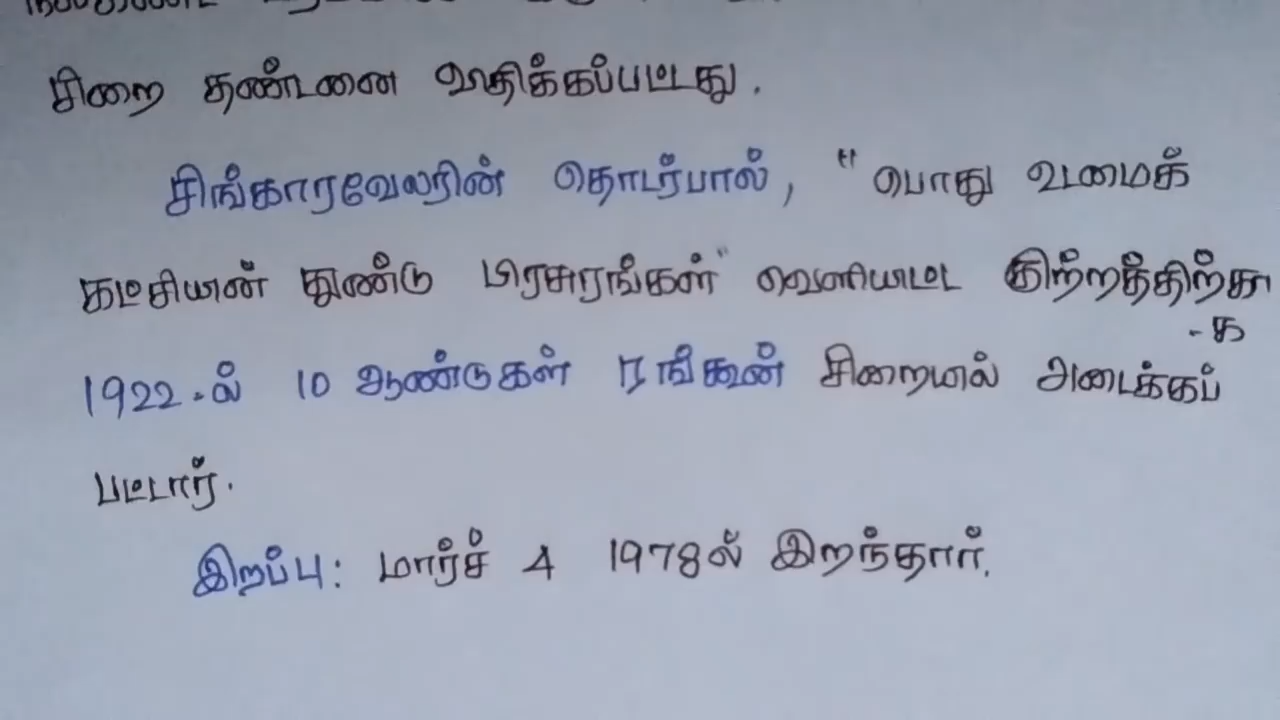 சிறை தண்டனை விதிக்கப்பட்டது.
சிங்காரவேலரின் தொடர்பால், " பொது உடமைக்
கட்சியின் துண்டு பிரசுரங்கள்" வெளியிட்ட குற்றத்திற்கா
-க
1922-ல் 10 ஆண்டுகள் ரங்கூன் சிறையில் அடைக்கப்
பட்டார்.
இறப்பு: மார்ச் 4 1978ல் இறந்தார்.